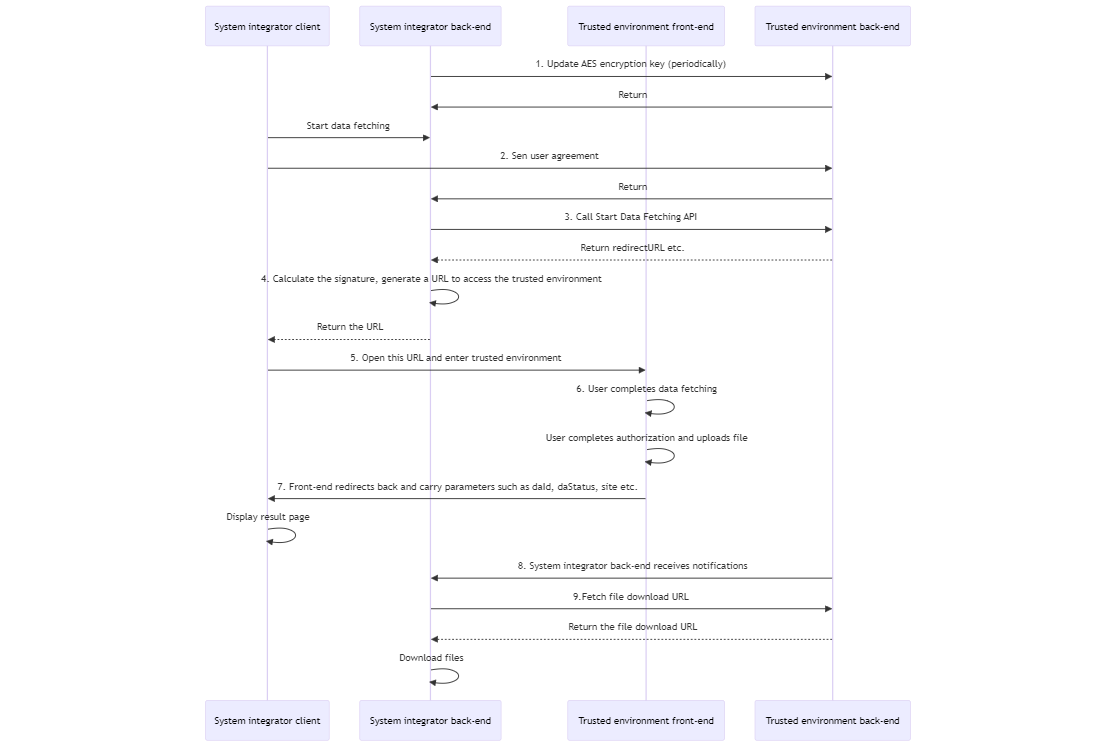 System integrator client
System integrator back-end
Trusted environment front-end
Trusted environment back-end
1. Update AES encryption key (periodically)
Return
Start data fetching
2. Sen user agreement
Return
3. Call Start Data Fetching API
Return redirectURL etc.
4. Calculate the signature, generate a URL to access the trusted environment
Return the URL
5. Open this URL and enter trusted environment
6. User completes data fetching
User completes authorization and uploads file
7. Front-end redirects back and carry parameters such as daId, daStatus, site etc.
Display result page
8. System integrator back-end receives notifications
9.Fetch file download URL
Return the file download URL
Download files
System integrator client
System integrator back-end
Trusted environment front-end
Trusted environment back-end